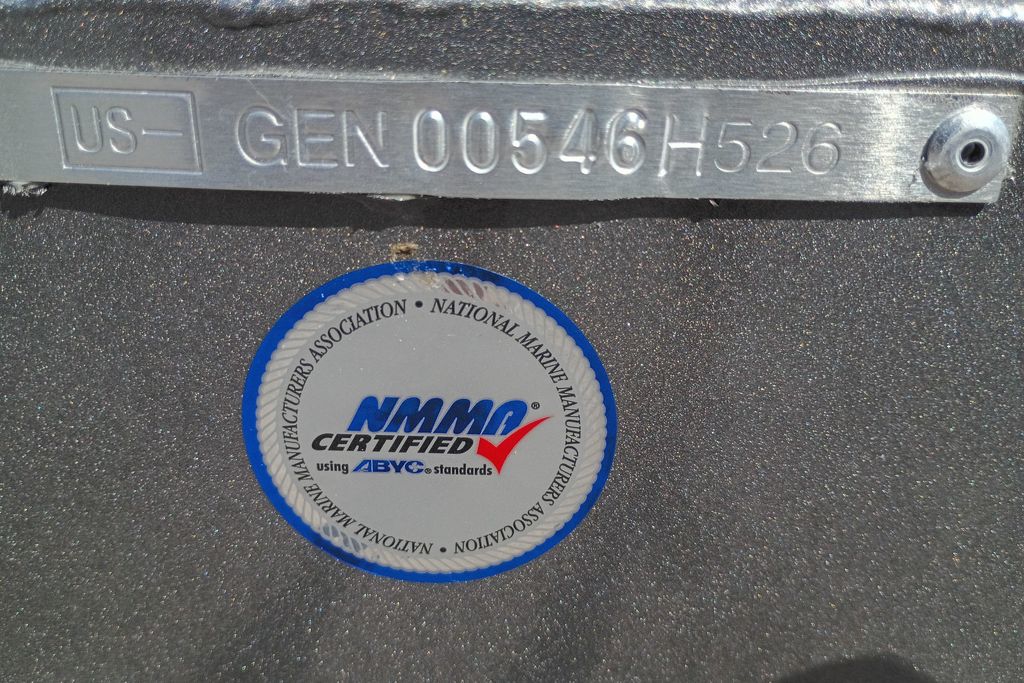 US- GEN 00546H526
NATIONAL MARINE MANUFACTURERS ASSOCIATION • NATIONAL MARINE MANUFACTURERS ASSOCIATION •
NMMA®
CERTIFIED
using ABYC® standards